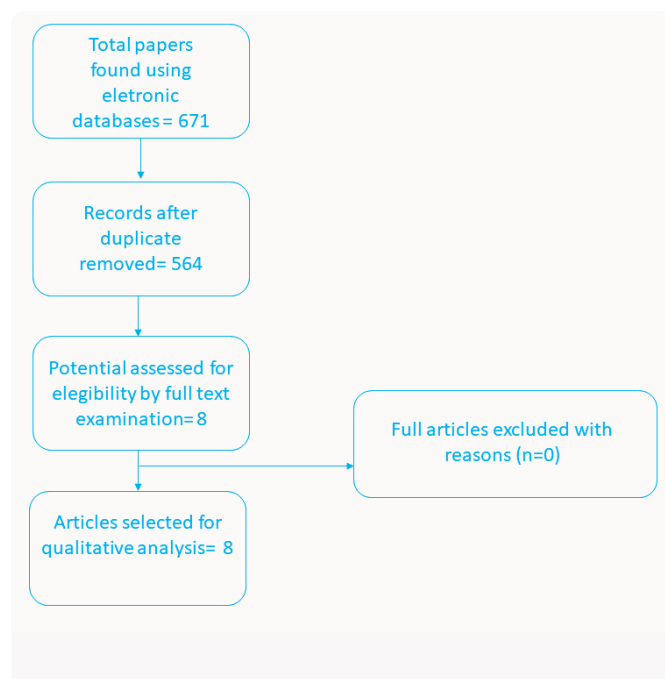 Total papers
found using
eletronic
databases = 671
Records after
duplicate
removed= 564
Potential assessed for
elegibility by full text
examination= 8
Full articles excluded with
reasons (n=0)
Articles selected for
qualitative analysis= 8